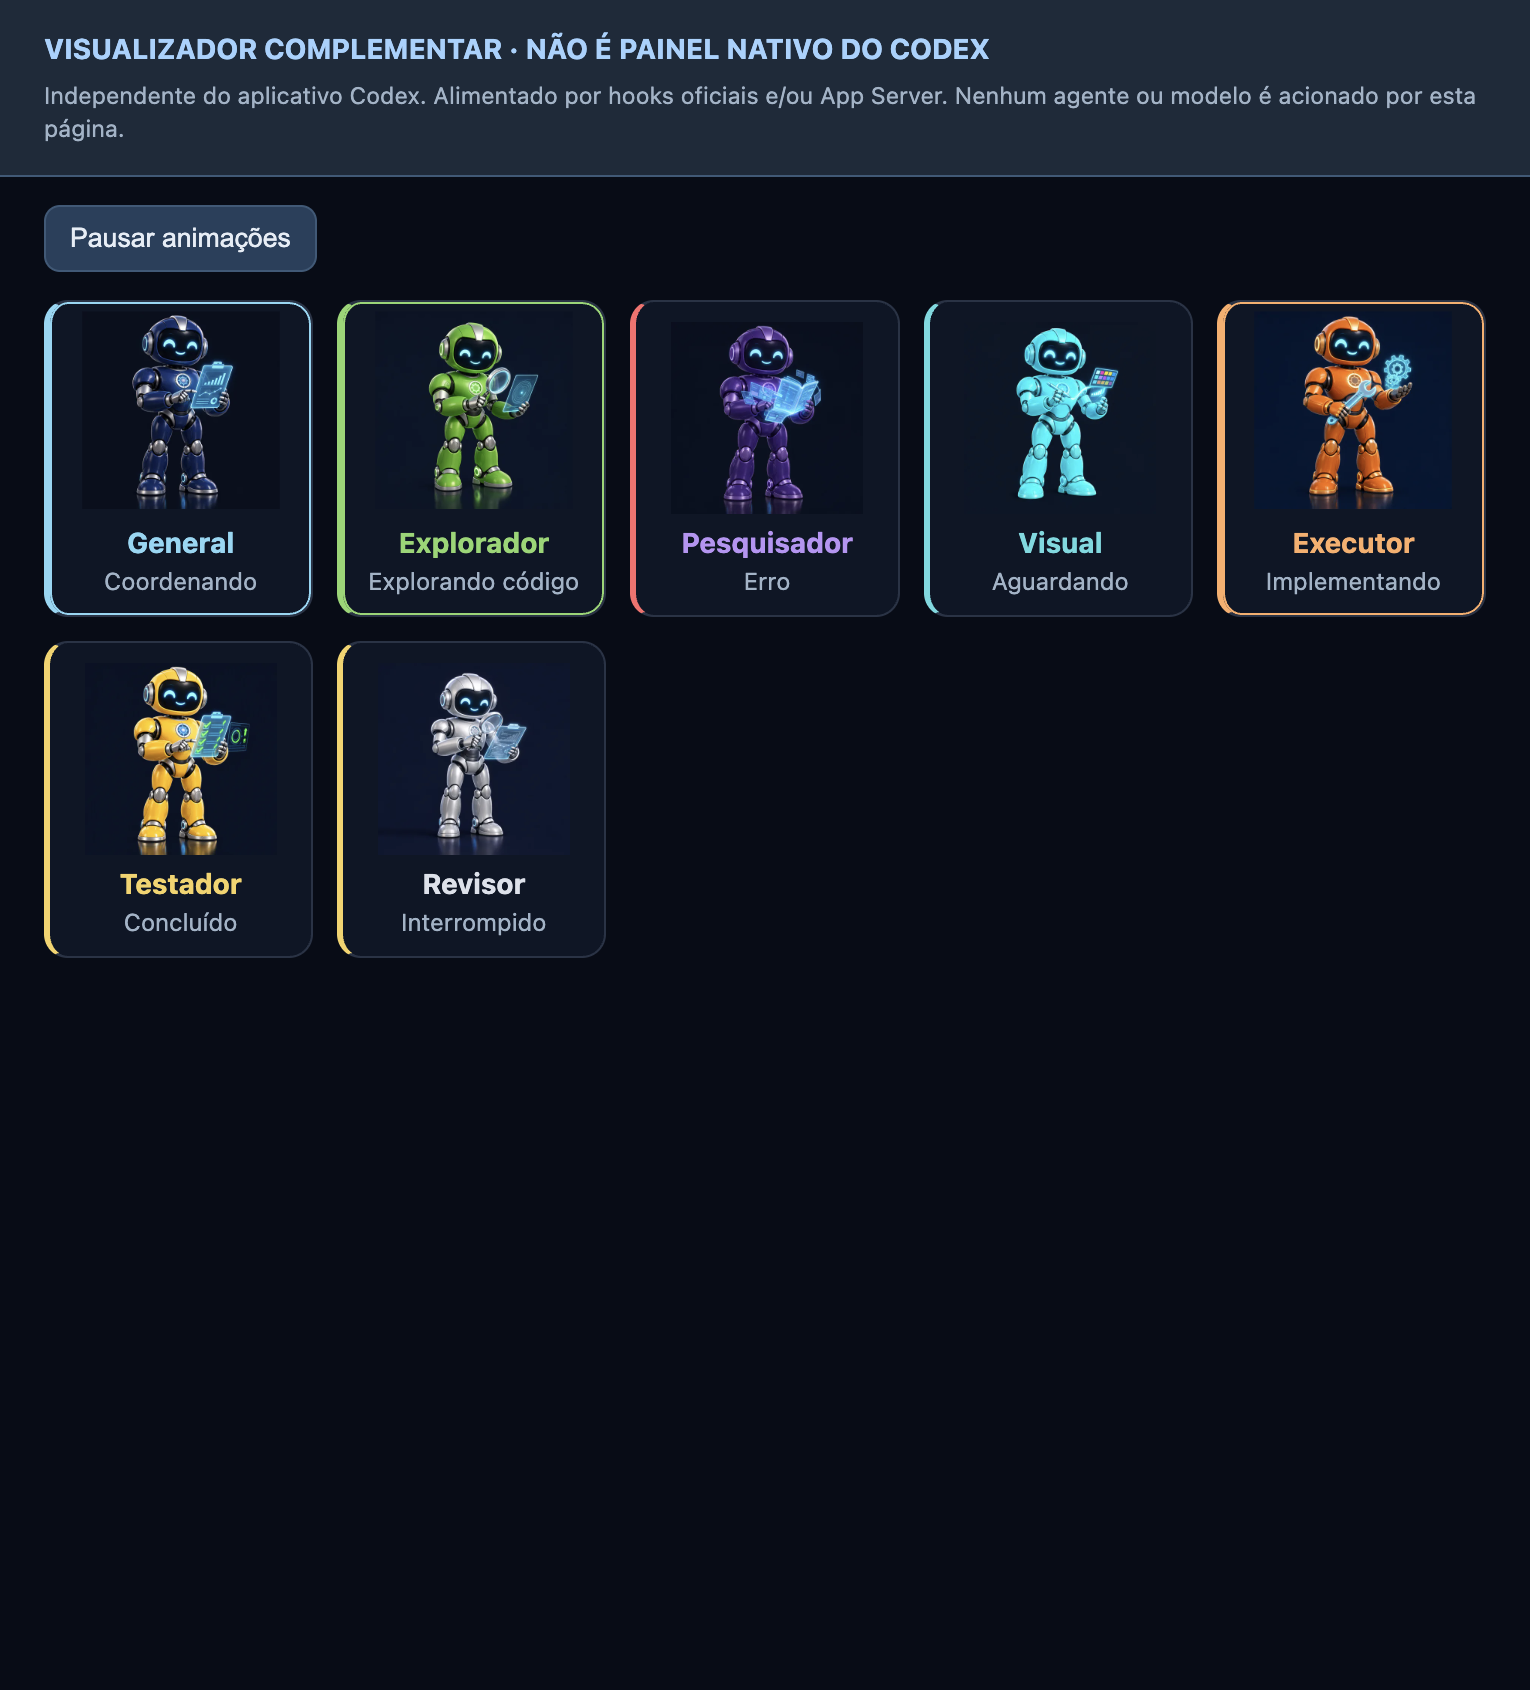 VISUALIZADOR COMPLEMENTAR · NÃO É PAINEL NATIVO DO CODEX
Independente do aplicativo Codex. Alimentado por hooks oficiais e/ou App Server. Nenhum agente ou modelo é acionado por esta
página.
Pausar animações
General
Coordenando
Explorador
Explorando código
Pesquisador
Erro
Visual
Aguardando
Executor
Implementando
Testador
Concluído
Revisor
Interrompido